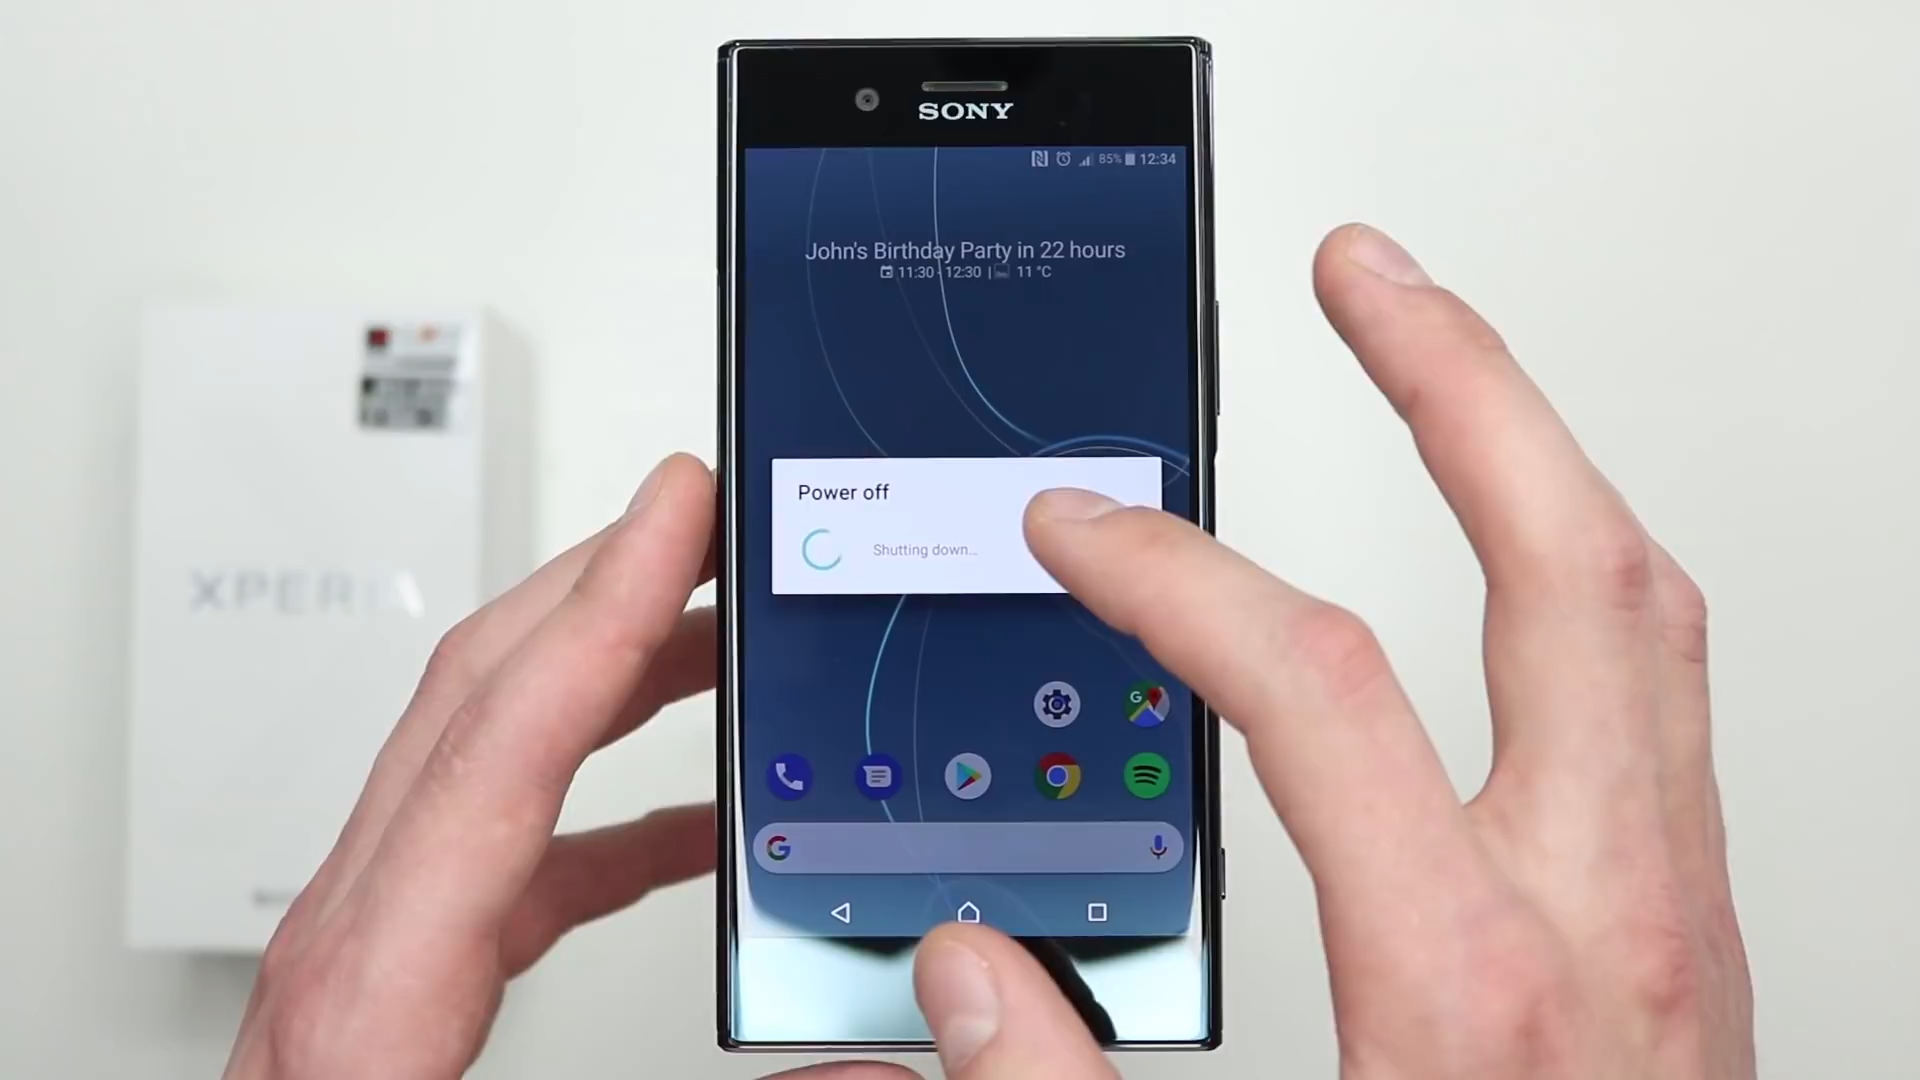 SONY
85% 12:34
John's Birthday Party in 22 hours
11:30 - 12:30 | 11 °C
Power off
Shutting down...
XPERIA
G
G